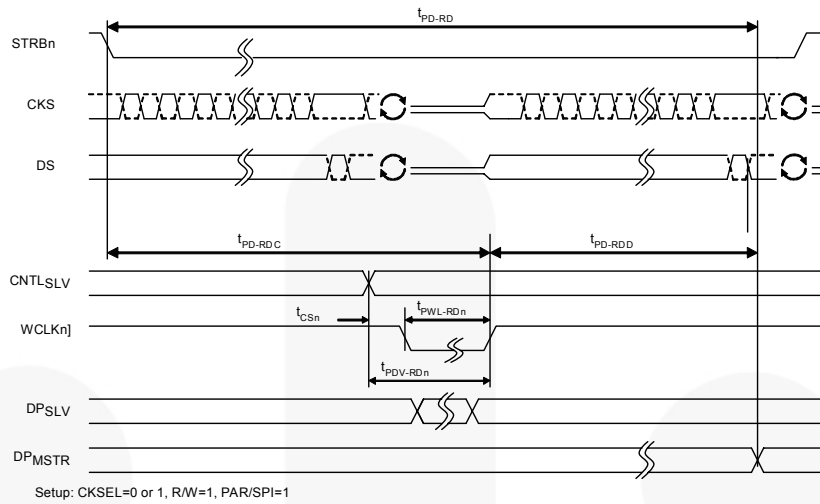 tPD-RD
STRBn
CKS
DS
tPD-RDC
tPD-RDD
CNTLSLV
tCSn
tPWL-RDn
WCLKn]
tPDV-RDn
DPSLV
DPMSTR
Setup: CKSEL=0 or 1, R/W=1, PAR/SPI=1